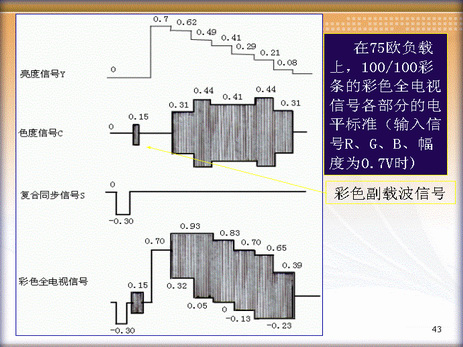 0.7
0.62
0.49
0.41
0.29
0.21
0.08
0
亮度信号Y
0.44
0.44
0.31
0.41
0.31
0.15
0
色度信号C
0
复合同步信号S
-0.30
0.93
0.83
0.70
0.70
0.65
0.39
彩色全电视信号
0.15
0
0.32
0.05
0
-0.13
-0.23
-0.30
在75欧负载
上，100/100彩
条的彩色全电视
信号各部分的电
平标准（输入信
号R、G、B、幅
度为0.7V时）
彩色副载波信号
43